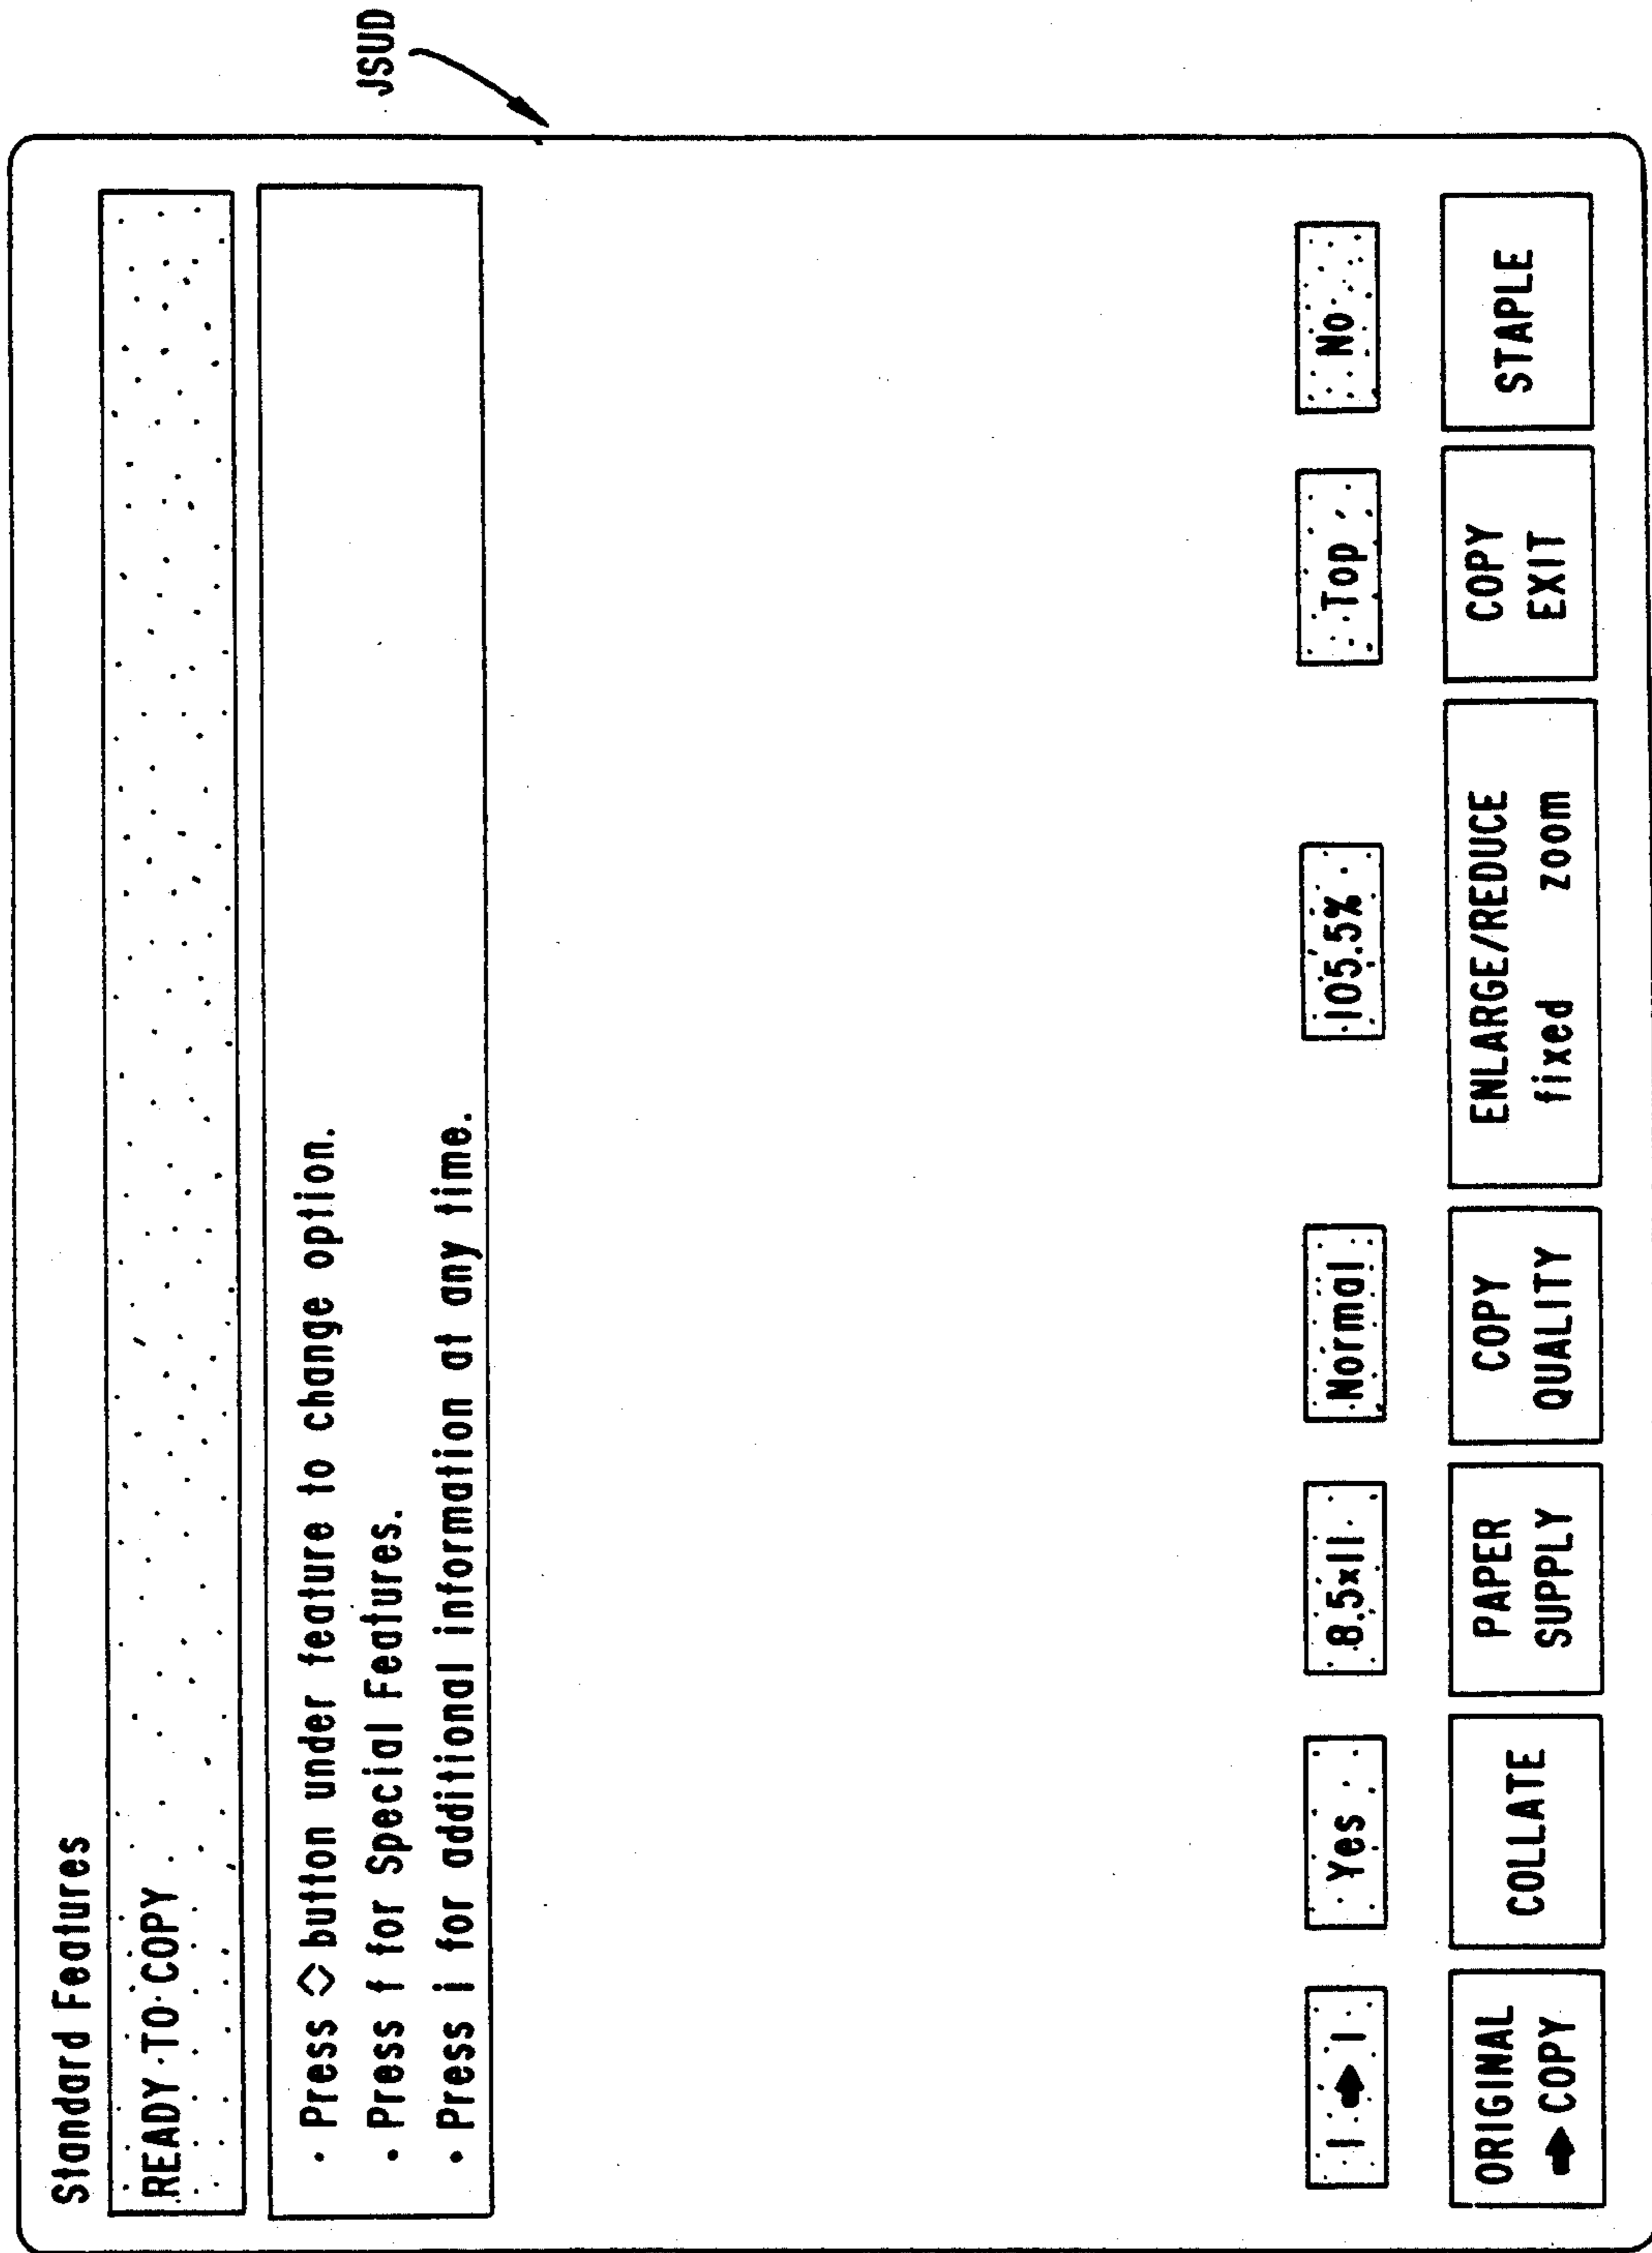 JSUD
Standard Features
READY TO COPY
• Press ◇ button under feature to change option.
• Press f for Special Features.
• Press i for additional information at any time.
1 ➔ 1
Yes
8.5x11
Normal
105.5%
Top
No
ORIGINAL
➔ COPY
COLLATE
PAPER
SUPPLY
COPY
QUALITY
ENLARGE/REDUCE
fixed zoom
COPY
EXIT
STAPLE